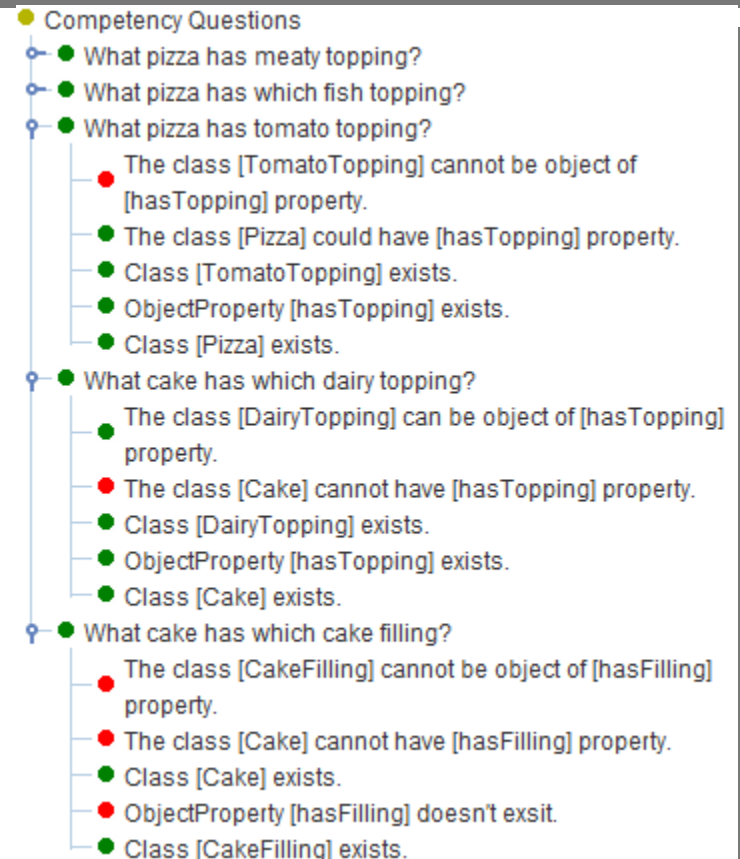 Competency Questions
What pizza has meaty topping?
What pizza has which fish topping?
What pizza has tomato topping?
The class [TomatoTopping] cannot be object of
[hasTopping] property.
The class [Pizza] could have [hasTopping] property.
Class [TomatoTopping] exists.
ObjectProperty [hasTopping] exists.
Class [Pizza] exists.
What cake has which dairy topping?
The class [DairyTopping] can be object of [hasTopping]
property.
The class [Cake] cannot have [hasTopping] property.
Class [DairyTopping] exists.
ObjectProperty [hasTopping] exists.
Class [Cake] exists.
What cake has which cake filling?
The class [CakeFilling] cannot be object of [hasFilling]
property.
The class [Cake] cannot have [hasFilling] property.
Class [Cake] exists.
ObjectProperty [hasFilling] doesn't exsit.
Class [CakeFilling] exists.